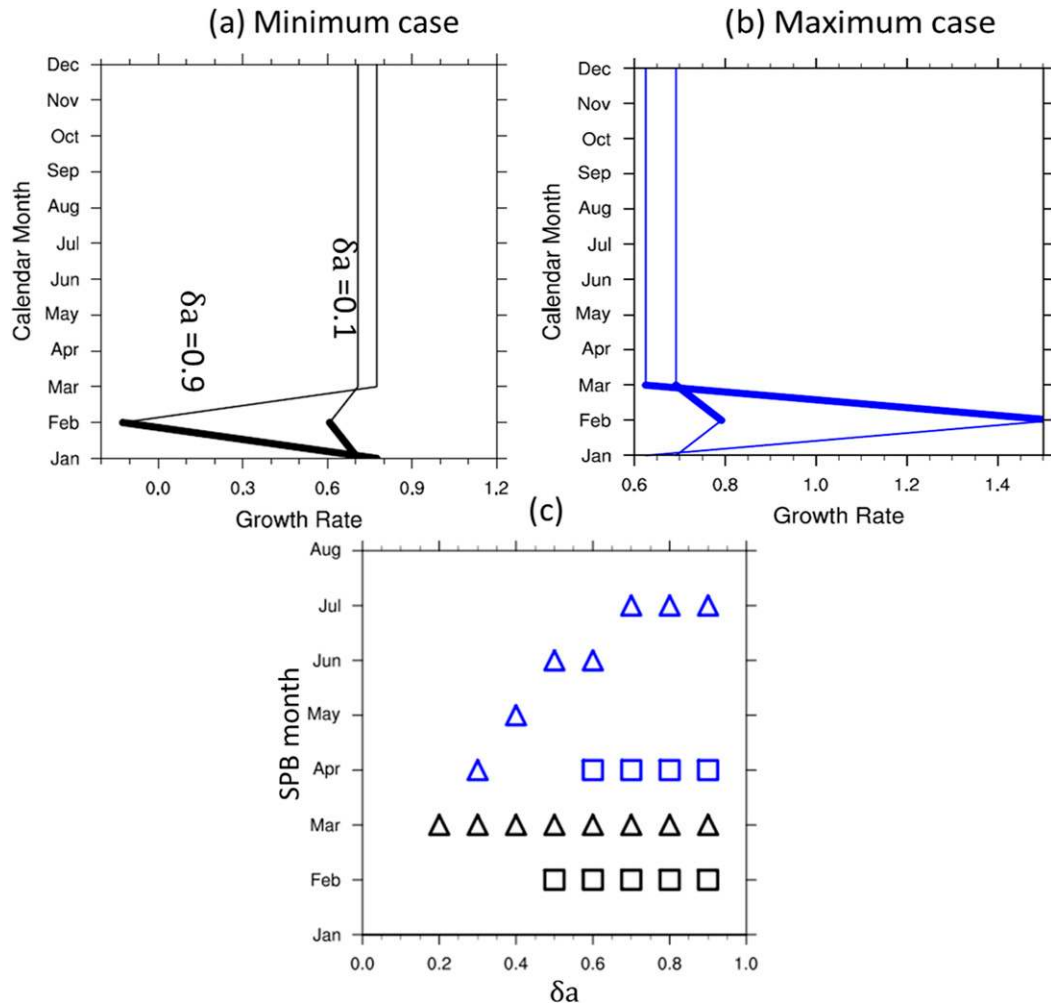 (a) Minimum case
Dec
Nov
Oct
Sep
Aug
Jul
Jun
May
Apr
Mar
Feb
Jan
Calendar Month
δa =0.9
δa =0.1
0.0 0.3 0.6 0.9 1.2
Growth Rate
(b) Maximum case
Dec
Nov
Oct
Sep
Aug
Jul
Jun
May
Apr
Mar
Feb
Jan
Calendar Month
0.6 0.8 1.0 1.2 1.4
Growth Rate
(c)
Aug
Jul
Jun
May
Apr
Mar
Feb
Jan
SPB month
0.0 0.2 0.4 0.6 0.8 1.0
δa